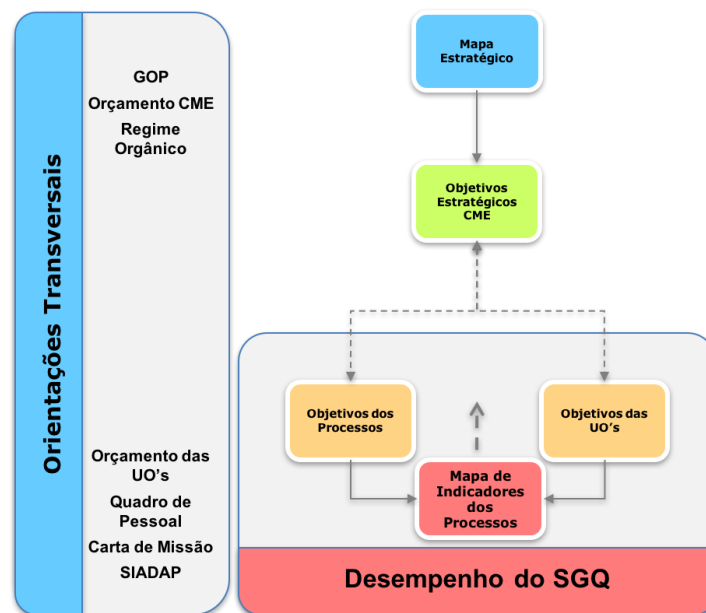 Orientações Transversais
GOP
Orçamento CME
Regime
Orgânico
Orçamento das
UO's
Quadro de
Pessoal
Carta de Missão
SIADAP
Mapa
Estratégico
Objetivos
Estratégicos
CME
Objetivos dos
Processos
Objetivos das
UO's
Mapa de
Indicadores
dos
Processos
Desempenho do SGQ